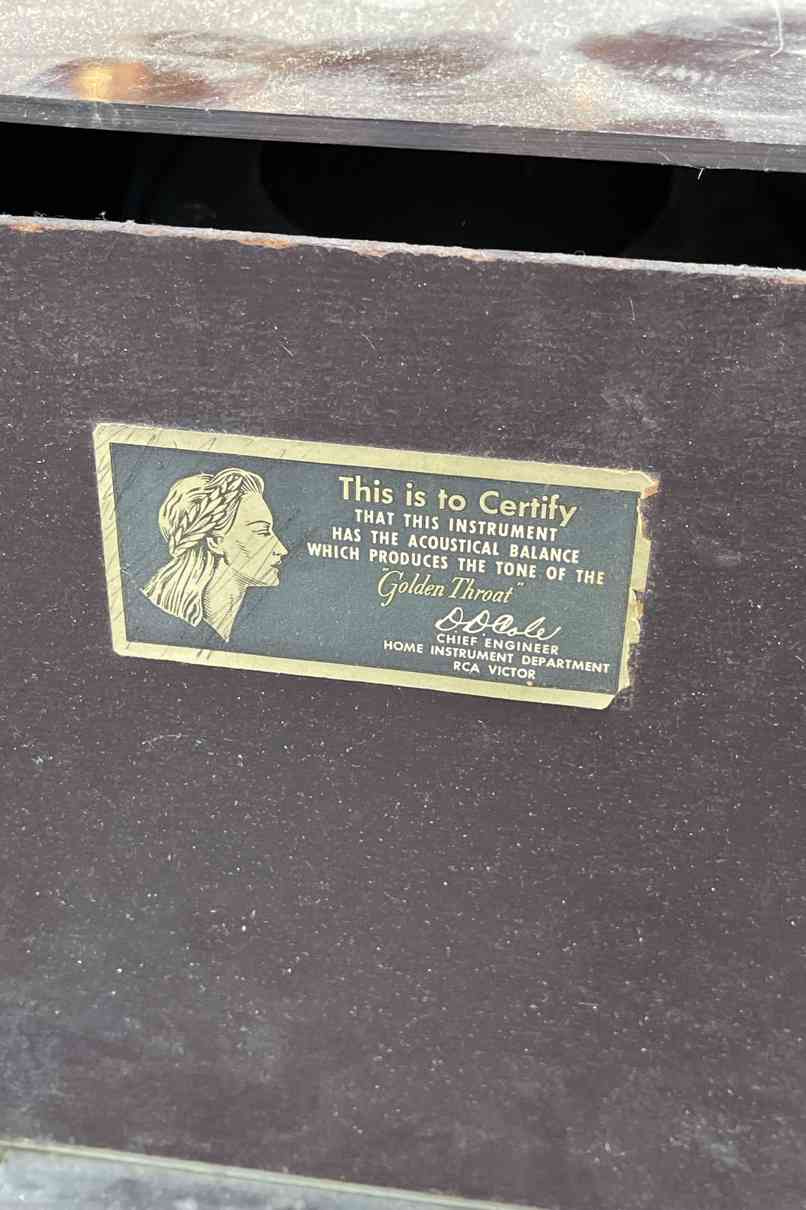 This is to Certify
THAT THIS INSTRUMENT
HAS THE ACOUSTICAL BALANCE
WHICH PRODUCES THE TONE OF THE
"Golden Throat"
D.D. Cole
CHIEF ENGINEER
HOME INSTRUMENT DEPARTMENT
RCA VICTOR